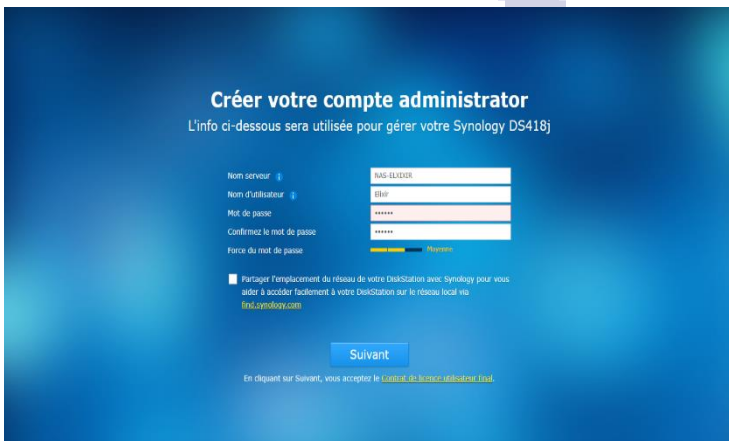 Créer votre compte administrator
L'info ci-dessous sera utilisée pour gérer votre Synology DS418j
Nom serveur
NAS-ELXIXIR
Nom d'utilisateur
Elixir
Mot de passe
••••••
Confirmez le mot de passe
••••••
Force du mot de passe
Moyenne
Partager l'emplacement du réseau de votre DiskStation avec Synology pour vous
aider à accéder facilement à votre DiskStation sur le réseau local via
find.synology.com
Suivant
En cliquant sur Suivant, vous acceptez le Contrat de licence utilisateur final.